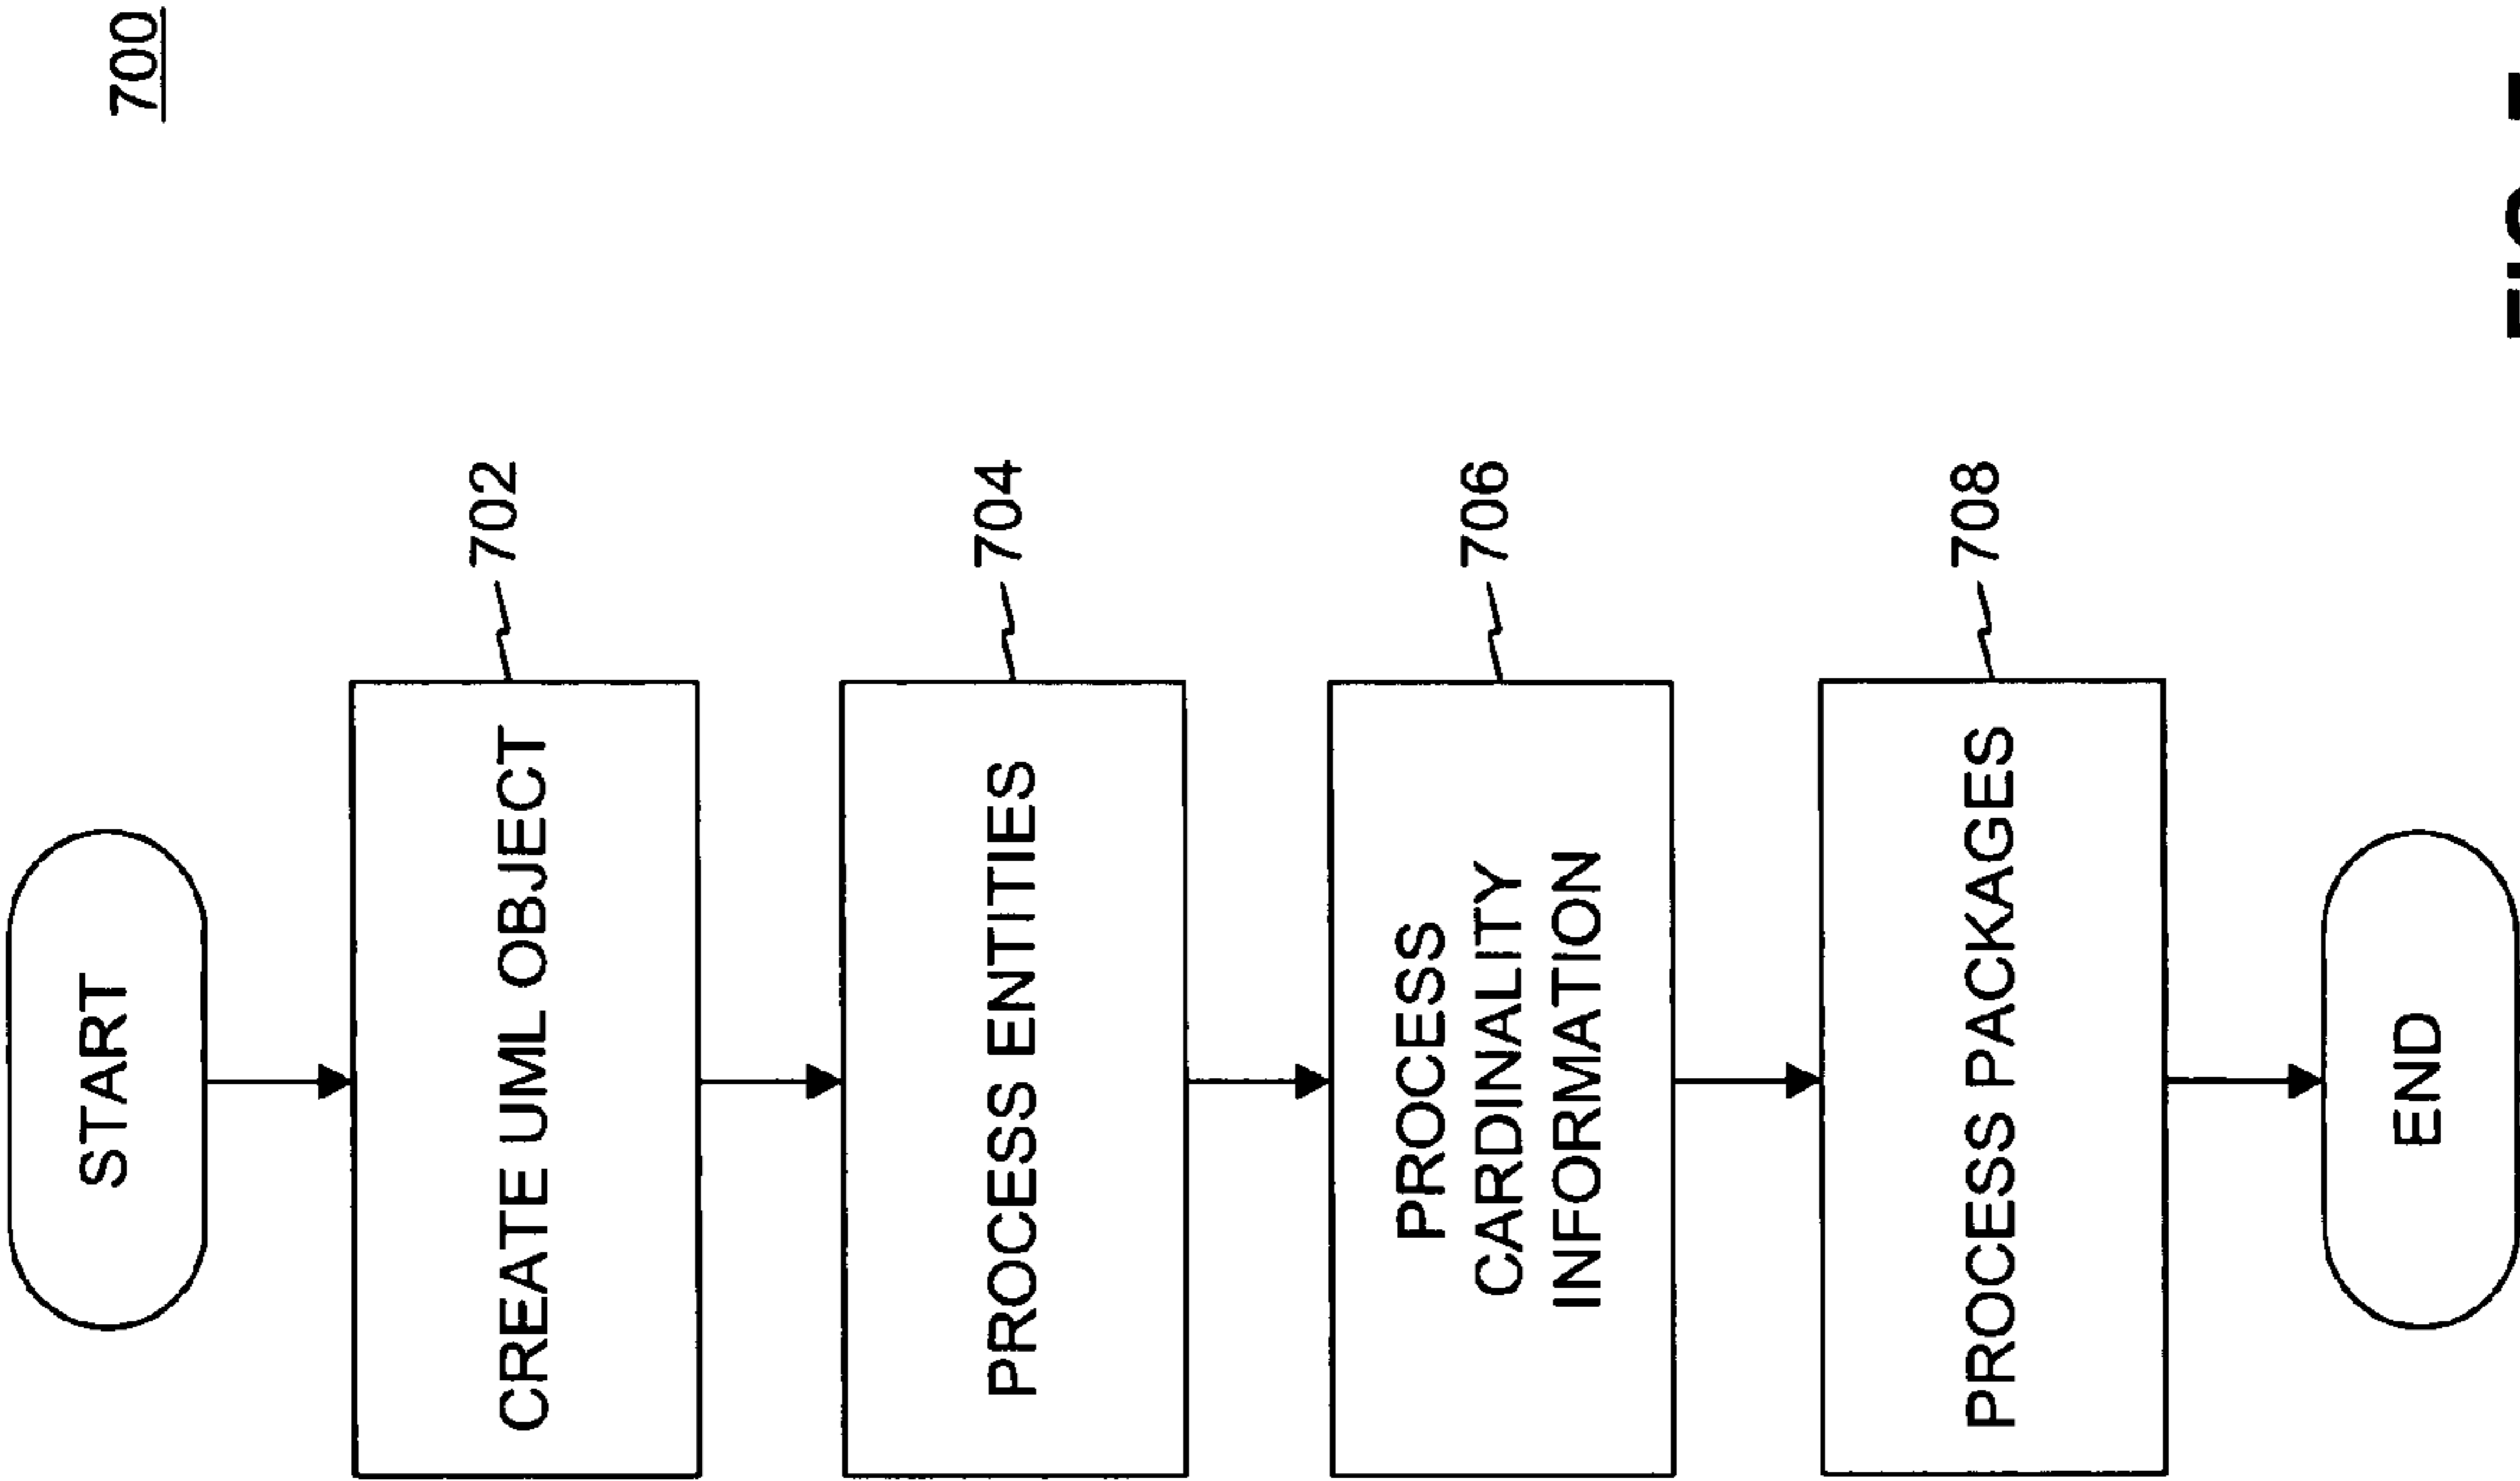 700
START
CREATE UML OBJECT
702
PROCESS ENTITIES
704
PROCESS
CARDINALITY
INFORMATION
706
PROCESS PACKAGES
708
END